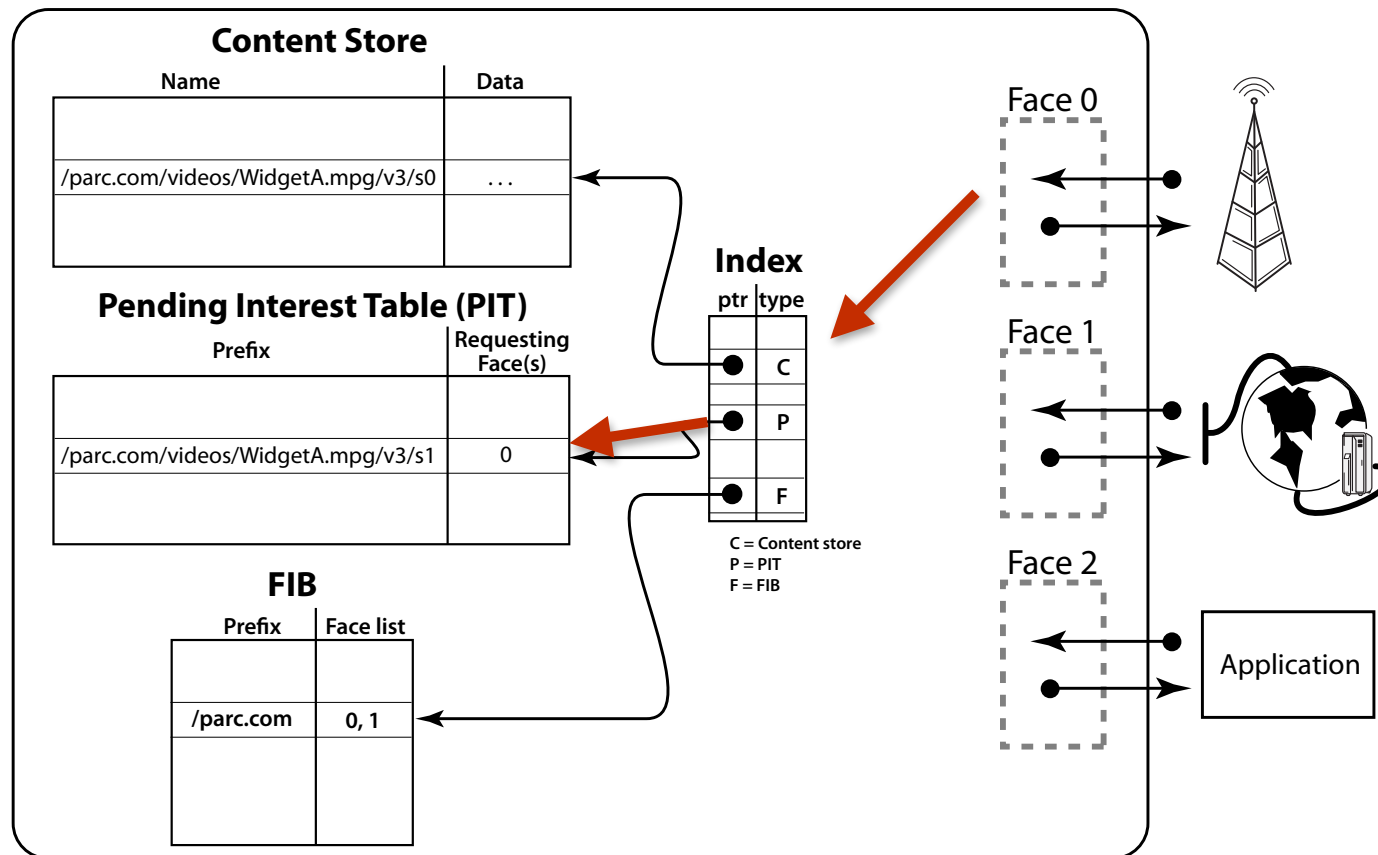 Content Store
Name Data
/parc.com/videos/WidgetA.mpg/v3/s0 ...
Pending Interest Table (PIT)
Prefix Requesting Face(s)
/parc.com/videos/WidgetA.mpg/v3/s1 0
FIB
Prefix Face list
/parc.com 0, 1
Index
ptr type
C
P
F
C = Content store
P = PIT
F = FIB
Face 0
Face 1
Face 2
Application